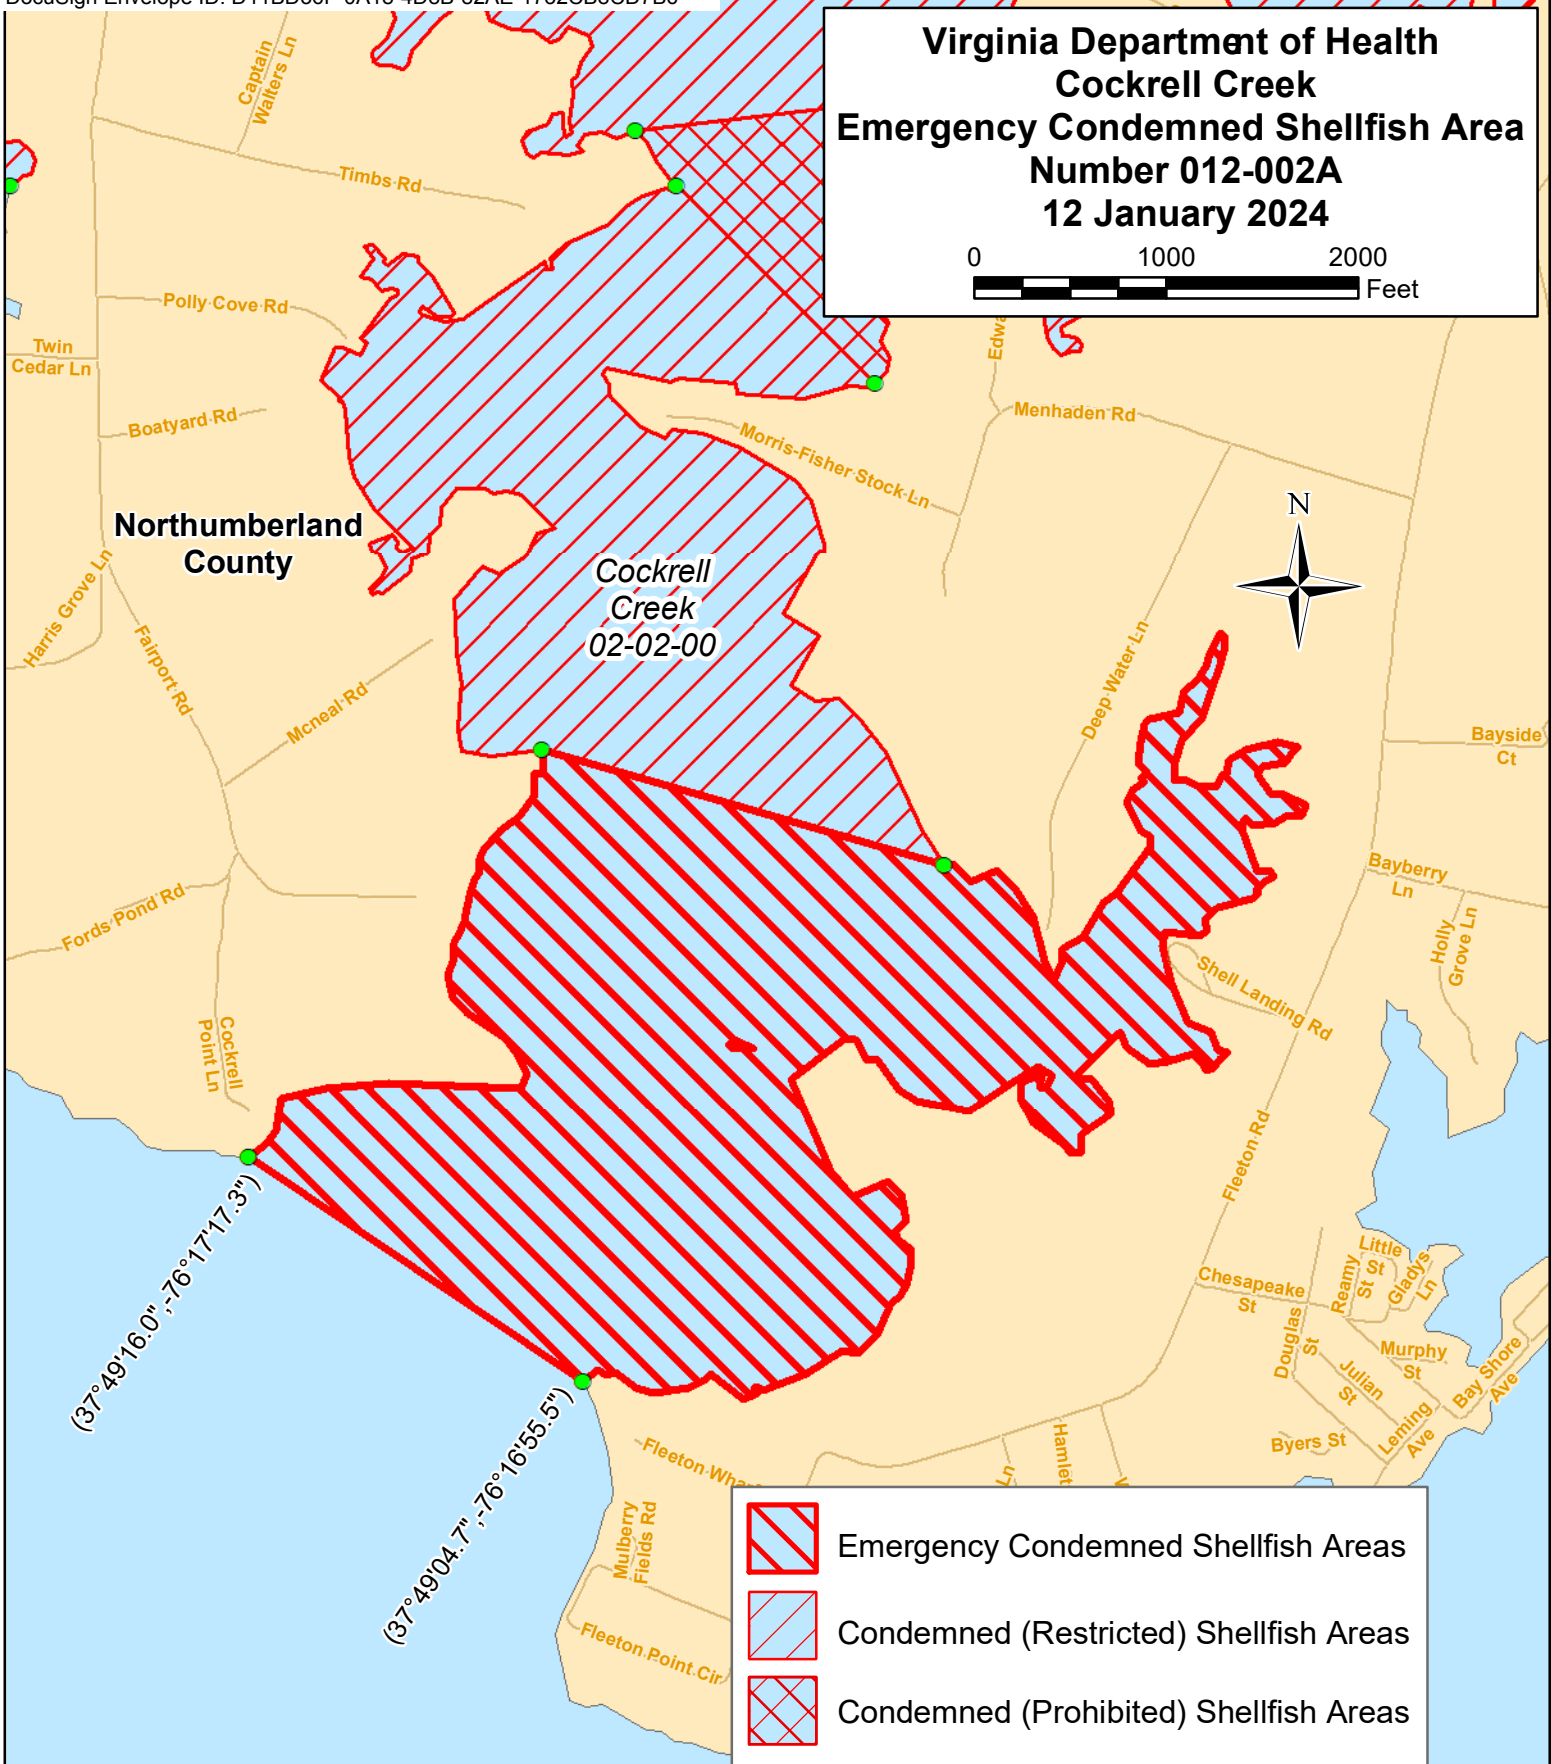 Virginia Department of Health
Cockrell Creek
Emergency Condemned Shellfish Area
Number 012-002A
12 January 2024
0 1000 2000
Feet
Captain
Walters Ln
Timbs Rd
Polly Cove Rd
Twin
Cedar Ln
Boatyard Rd
Menhaden Rd
Morris-Fisher Stock Ln
N
Northumberland
County
Cockrell
Creek
02-02-00
Harris Grove Ln
Fairport Rd
Mcneal Rd
Deep Water Ln
Bayside
Ct
Bayberry
Ln
Holly
Grove Ln
Fords Pond Rd
Shell Landing Rd
Cockrell
Point Ln
Fleeton Rd
(37°49'16.0",-76°17'17.3")
Little
St
Reamy
St
Gladys
Ln
Chesapeake
St
Douglas
St
Murphy
St
Julian
St
Bay Shore
Ave
Leming
Ave
Byers St
(37°49'04.7",-76°16'55.5")
Ln
Hamlet
Mulberry
Fields Rd
Fleeton Point Cir
Emergency Condemned Shellfish Areas
Condemned (Restricted) Shellfish Areas
Condemned (Prohibited) Shellfish Areas